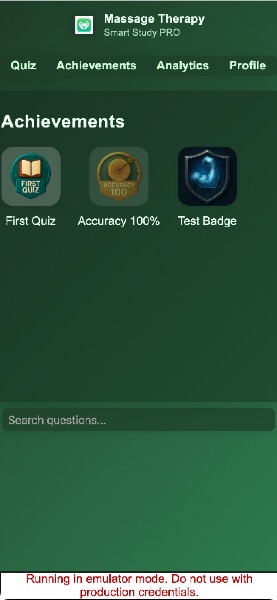 Massage Therapy
Smart Study PRO
Quiz Achievements Analytics Profile
Achievements
FIRST
QUIZ
ACCURACY
100
First Quiz Accuracy 100% Test Badge
Search questions...
Running in emulator mode. Do not use with
production credentials.